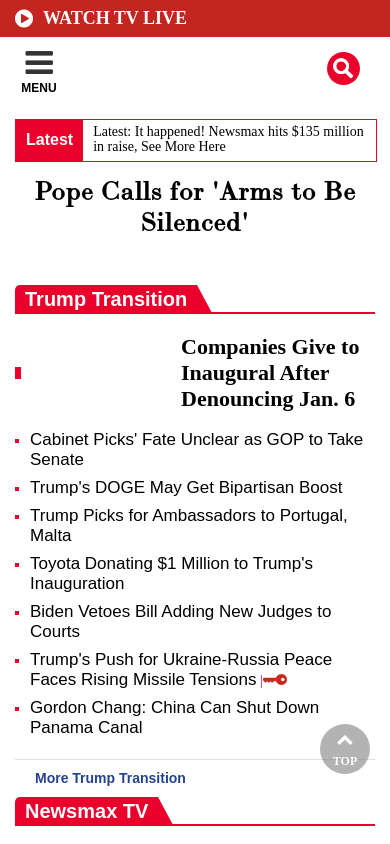 WATCH TV LIVE
MENU
Latest
Latest: It happened! Newsmax hits $135 million
in raise, See More Here
Pope Calls for 'Arms to Be
Silenced'
Trump Transition
Companies Give to
Inaugural After
Denouncing Jan. 6
Cabinet Picks' Fate Unclear as GOP to Take
Senate
Trump's DOGE May Get Bipartisan Boost
Trump Picks for Ambassadors to Portugal,
Malta
Toyota Donating $1 Million to Trump's
Inauguration
Biden Vetoes Bill Adding New Judges to
Courts
Trump's Push for Ukraine-Russia Peace
Faces Rising Missile Tensions
Gordon Chang: China Can Shut Down
Panama Canal
TOP
More Trump Transition
Newsmax TV